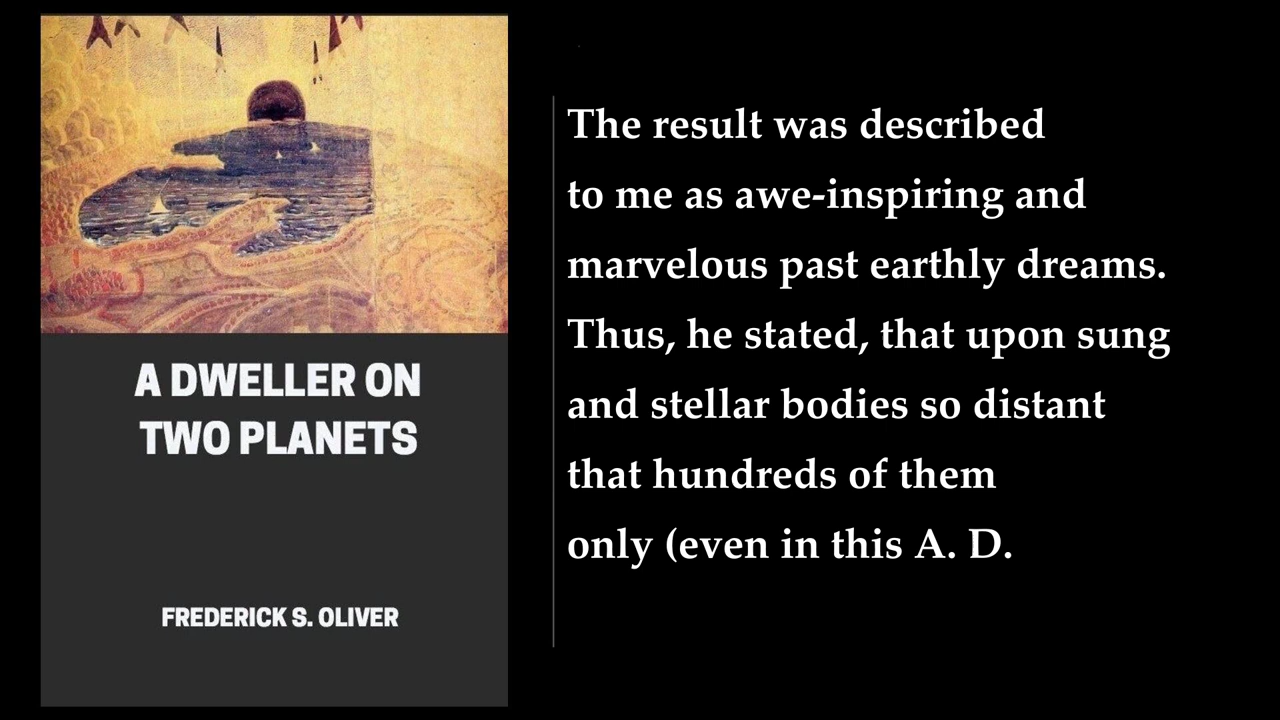 A DWELLER ON
TWO PLANETS
FREDERICK S. OLIVER
The result was described
to me as awe-inspiring and
marvelous past earthly dreams.
Thus, he stated, that upon sung
and stellar bodies so distant
that hundreds of them
only (even in this A. D.